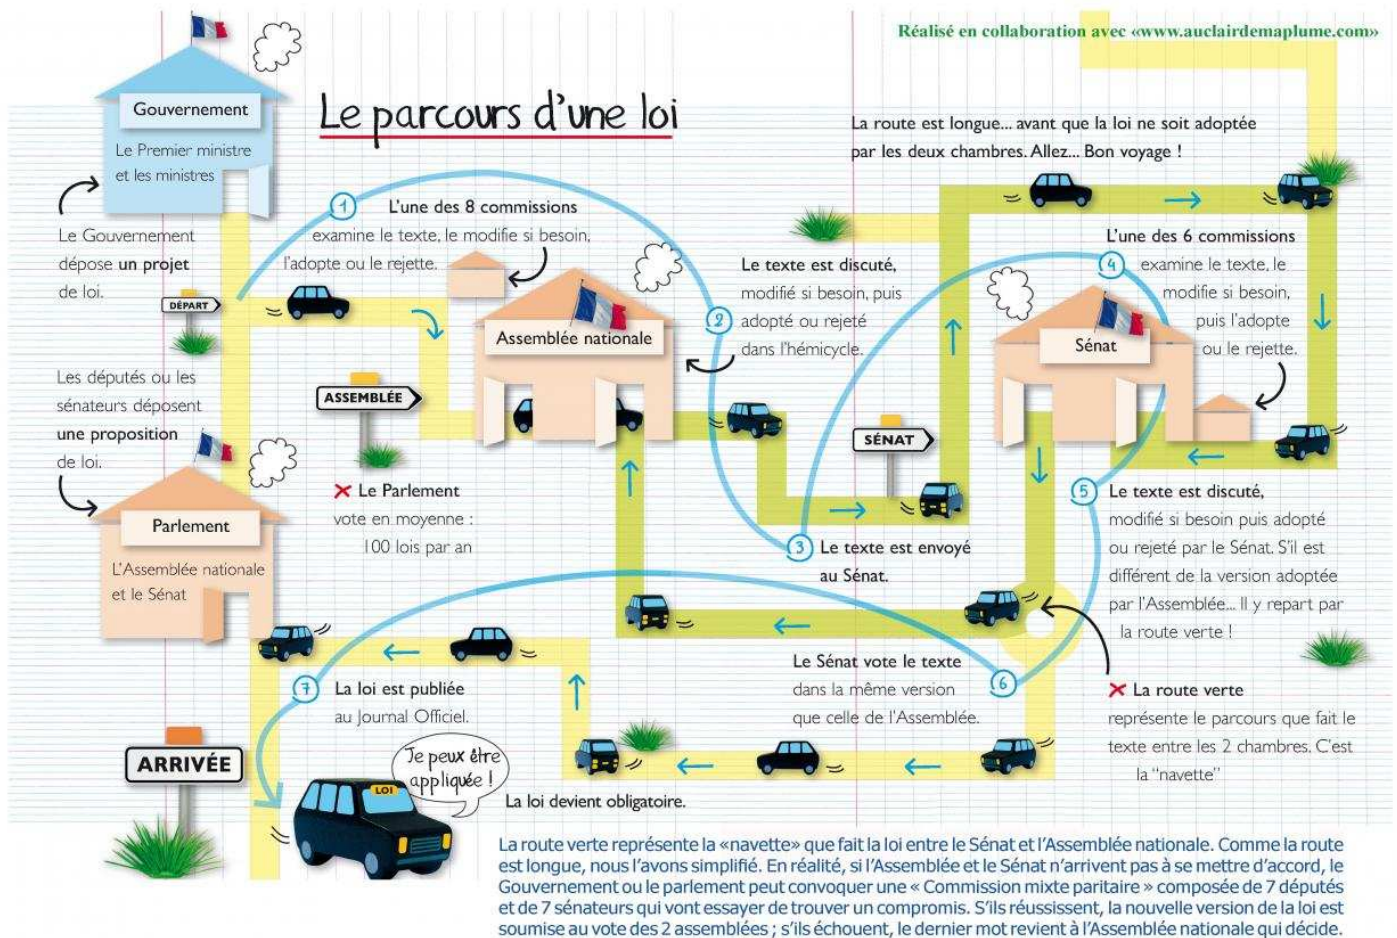 Réalisé en collaboration avec «www.auclairdemaplume.com»
Le parcours d'une loi
Gouvernement
Le Premier ministre
et les ministres
Le Gouvernement
dépose un projet
de loi.
DÉPART
Les députés ou les
sénateurs déposent
une proposition
de loi.
Parlement
L'Assemblée nationale
et le Sénat
1
L'une des 8 commissions
examine le texte, le modifie si besoin,
l'adopte ou le rejette.
ASSEMBLÉE
Assemblée nationale
✗ Le Parlement
vote en moyenne :
100 lois par an
2
Le texte est discuté,
modifié si besoin, puis
adopté ou rejeté
dans l'hémicycle.
3
Le texte est envoyé
au Sénat.
SÉNAT
La route est longue... avant que la loi ne soit adoptée
par les deux chambres. Allez... Bon voyage !
4
L'une des 6 commissions
examine le texte, le
modifie si besoin,
puis l'adopte
ou le rejette.
Sénat
5
Le texte est discuté,
modifié si besoin puis adopté
ou rejeté par le Sénat. S'il est
différent de la version adoptée
par l'Assemblée... Il y repart par
la route verte !
✗ La route verte
représente le parcours que fait le
texte entre les 2 chambres. C'est
la "navette"
6
Le Sénat vote le texte
dans la même version
que celle de l'Assemblée.
7
La loi est publiée
au Journal Officiel.
La loi devient obligatoire.
ARRIVÉE
Je peux être
appliquée !
LOI
La route verte représente la «navette» que fait la loi entre le Sénat et l'Assemblée nationale. Comme la route
est longue, nous l'avons simplifié. En réalité, si l'Assemblée et le Sénat n'arrivent pas à se mettre d'accord, le
Gouvernement ou le parlement peut convoquer une « Commission mixte paritaire » composée de 7 députés
et de 7 sénateurs qui vont essayer de trouver un compromis. S'ils réussissent, la nouvelle version de la loi est
soumise au vote des 2 assemblées ; s'ils échouent, le dernier mot revient à l'Assemblée nationale qui décide.